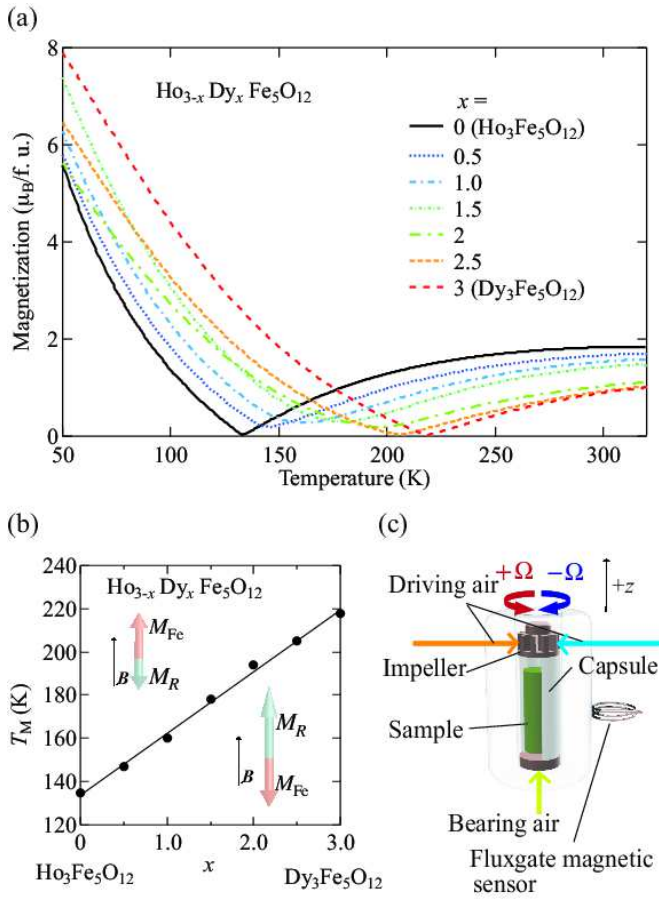 (a)
8
6
4
2
0
Magnetization (μB/f. u.)
Ho3-x Dyx Fe5O12
x =
0 (Ho3Fe5O12)
0.5
1.0
1.5
2
2.5
3 (Dy3Fe5O12)
50 100 150 200 250 300
Temperature (K)
(b)
240
220
200
180
160
140
120
TM (K)
Ho3-x Dyx Fe5O12
MFe
B MR
MR
B MFe
0 1.0 2.0 3.0
Ho3Fe5O12 x Dy3Fe5O12
(c)
+Ω −Ω
+z
Driving air
Impeller Capsule
Sample
Bearing air
Fluxgate magnetic
sensor